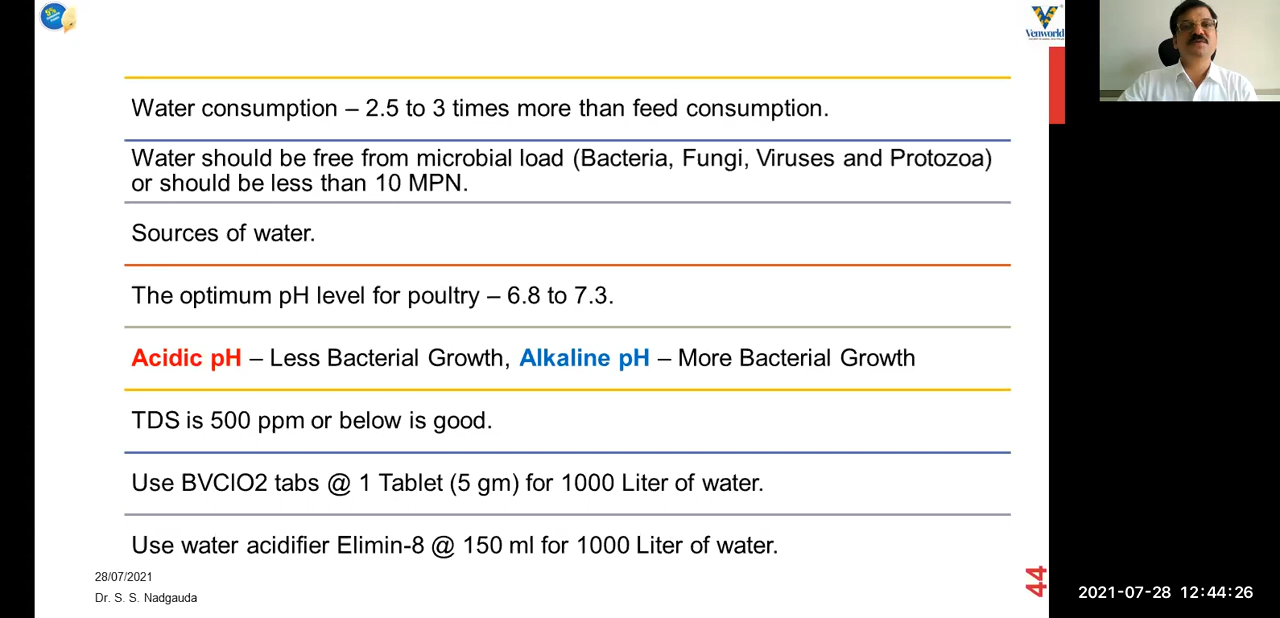 5%
Venworld
Water consumption – 2.5 to 3 times more than feed consumption.
Water should be free from microbial load (Bacteria, Fungi, Viruses and Protozoa)
or should be less than 10 MPN.
Sources of water.
The optimum pH level for poultry – 6.8 to 7.3.
Acidic pH – Less Bacterial Growth, Alkaline pH – More Bacterial Growth
TDS is 500 ppm or below is good.
Use BVClO2 tabs @ 1 Tablet (5 gm) for 1000 Liter of water.
Use water acidifier Elimin-8 @ 150 ml for 1000 Liter of water.
28/07/2021
Dr. S. S. Nadgauda
44
2021-07-28 12:44:26